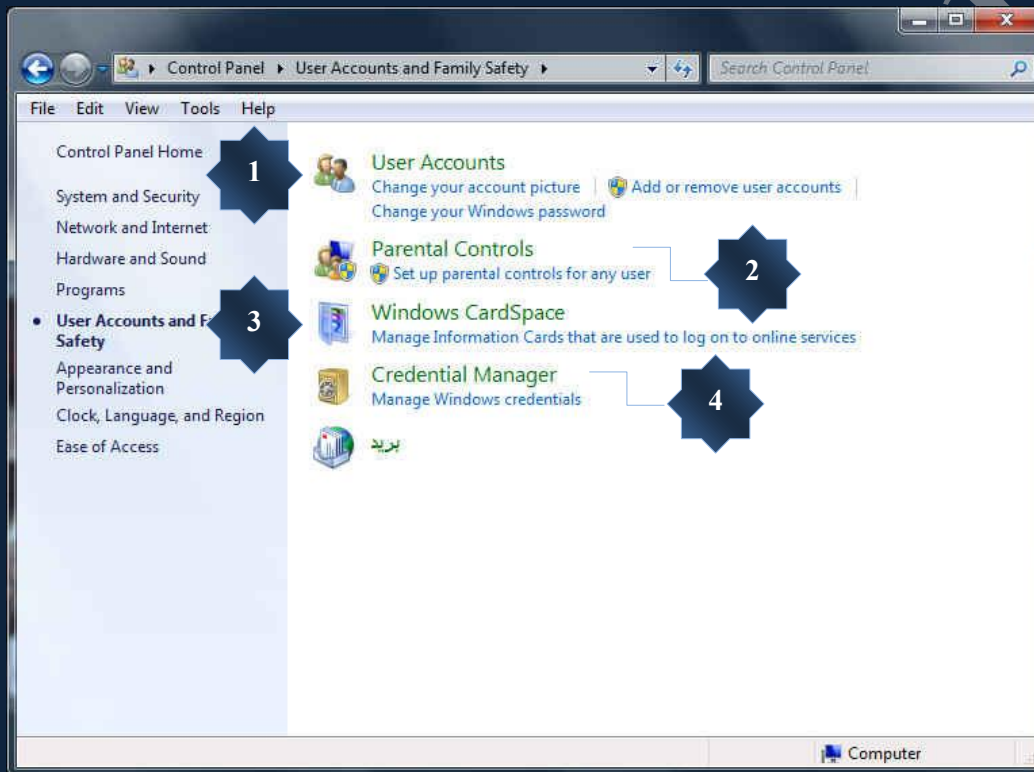 Control Panel ▸ User Accounts and Family Safety ▸
Search Control Panel
File Edit View Tools Help
Control Panel Home
System and Security
Network and Internet
Hardware and Sound
Programs
User Accounts and F
Safety
Appearance and
Personalization
Clock, Language, and Region
Ease of Access
1
User Accounts
Change your account picture | Add or remove user accounts |
Change your Windows password
Parental Controls
Set up parental controls for any user
2
3
Windows CardSpace
Manage Information Cards that are used to log on to online services
Credential Manager
Manage Windows credentials
4
بريد
Computer